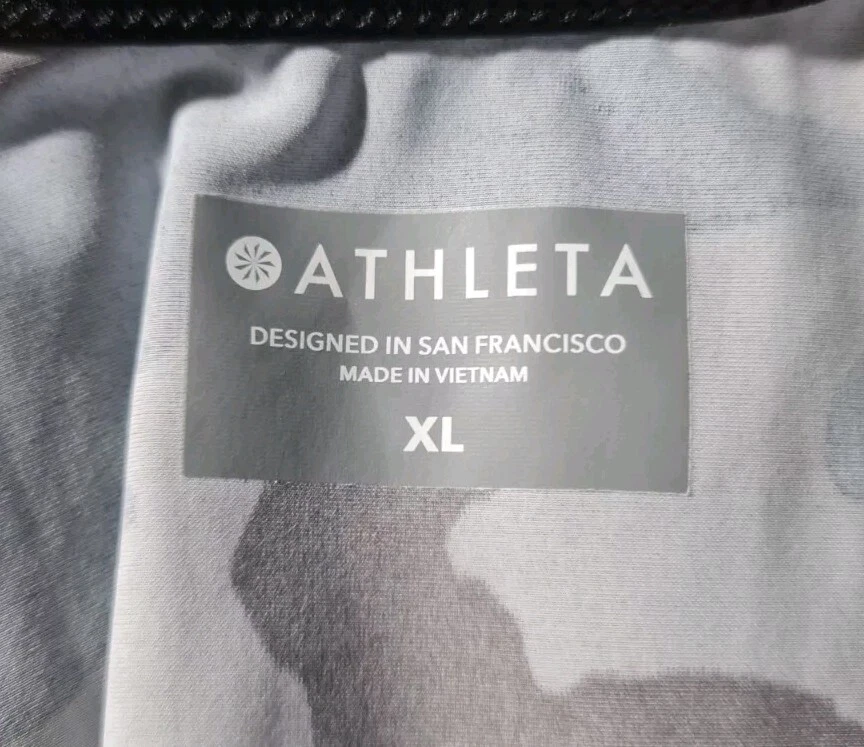 ATHLETA
DESIGNED IN SAN FRANCISCO
MADE IN VIETNAM
XL